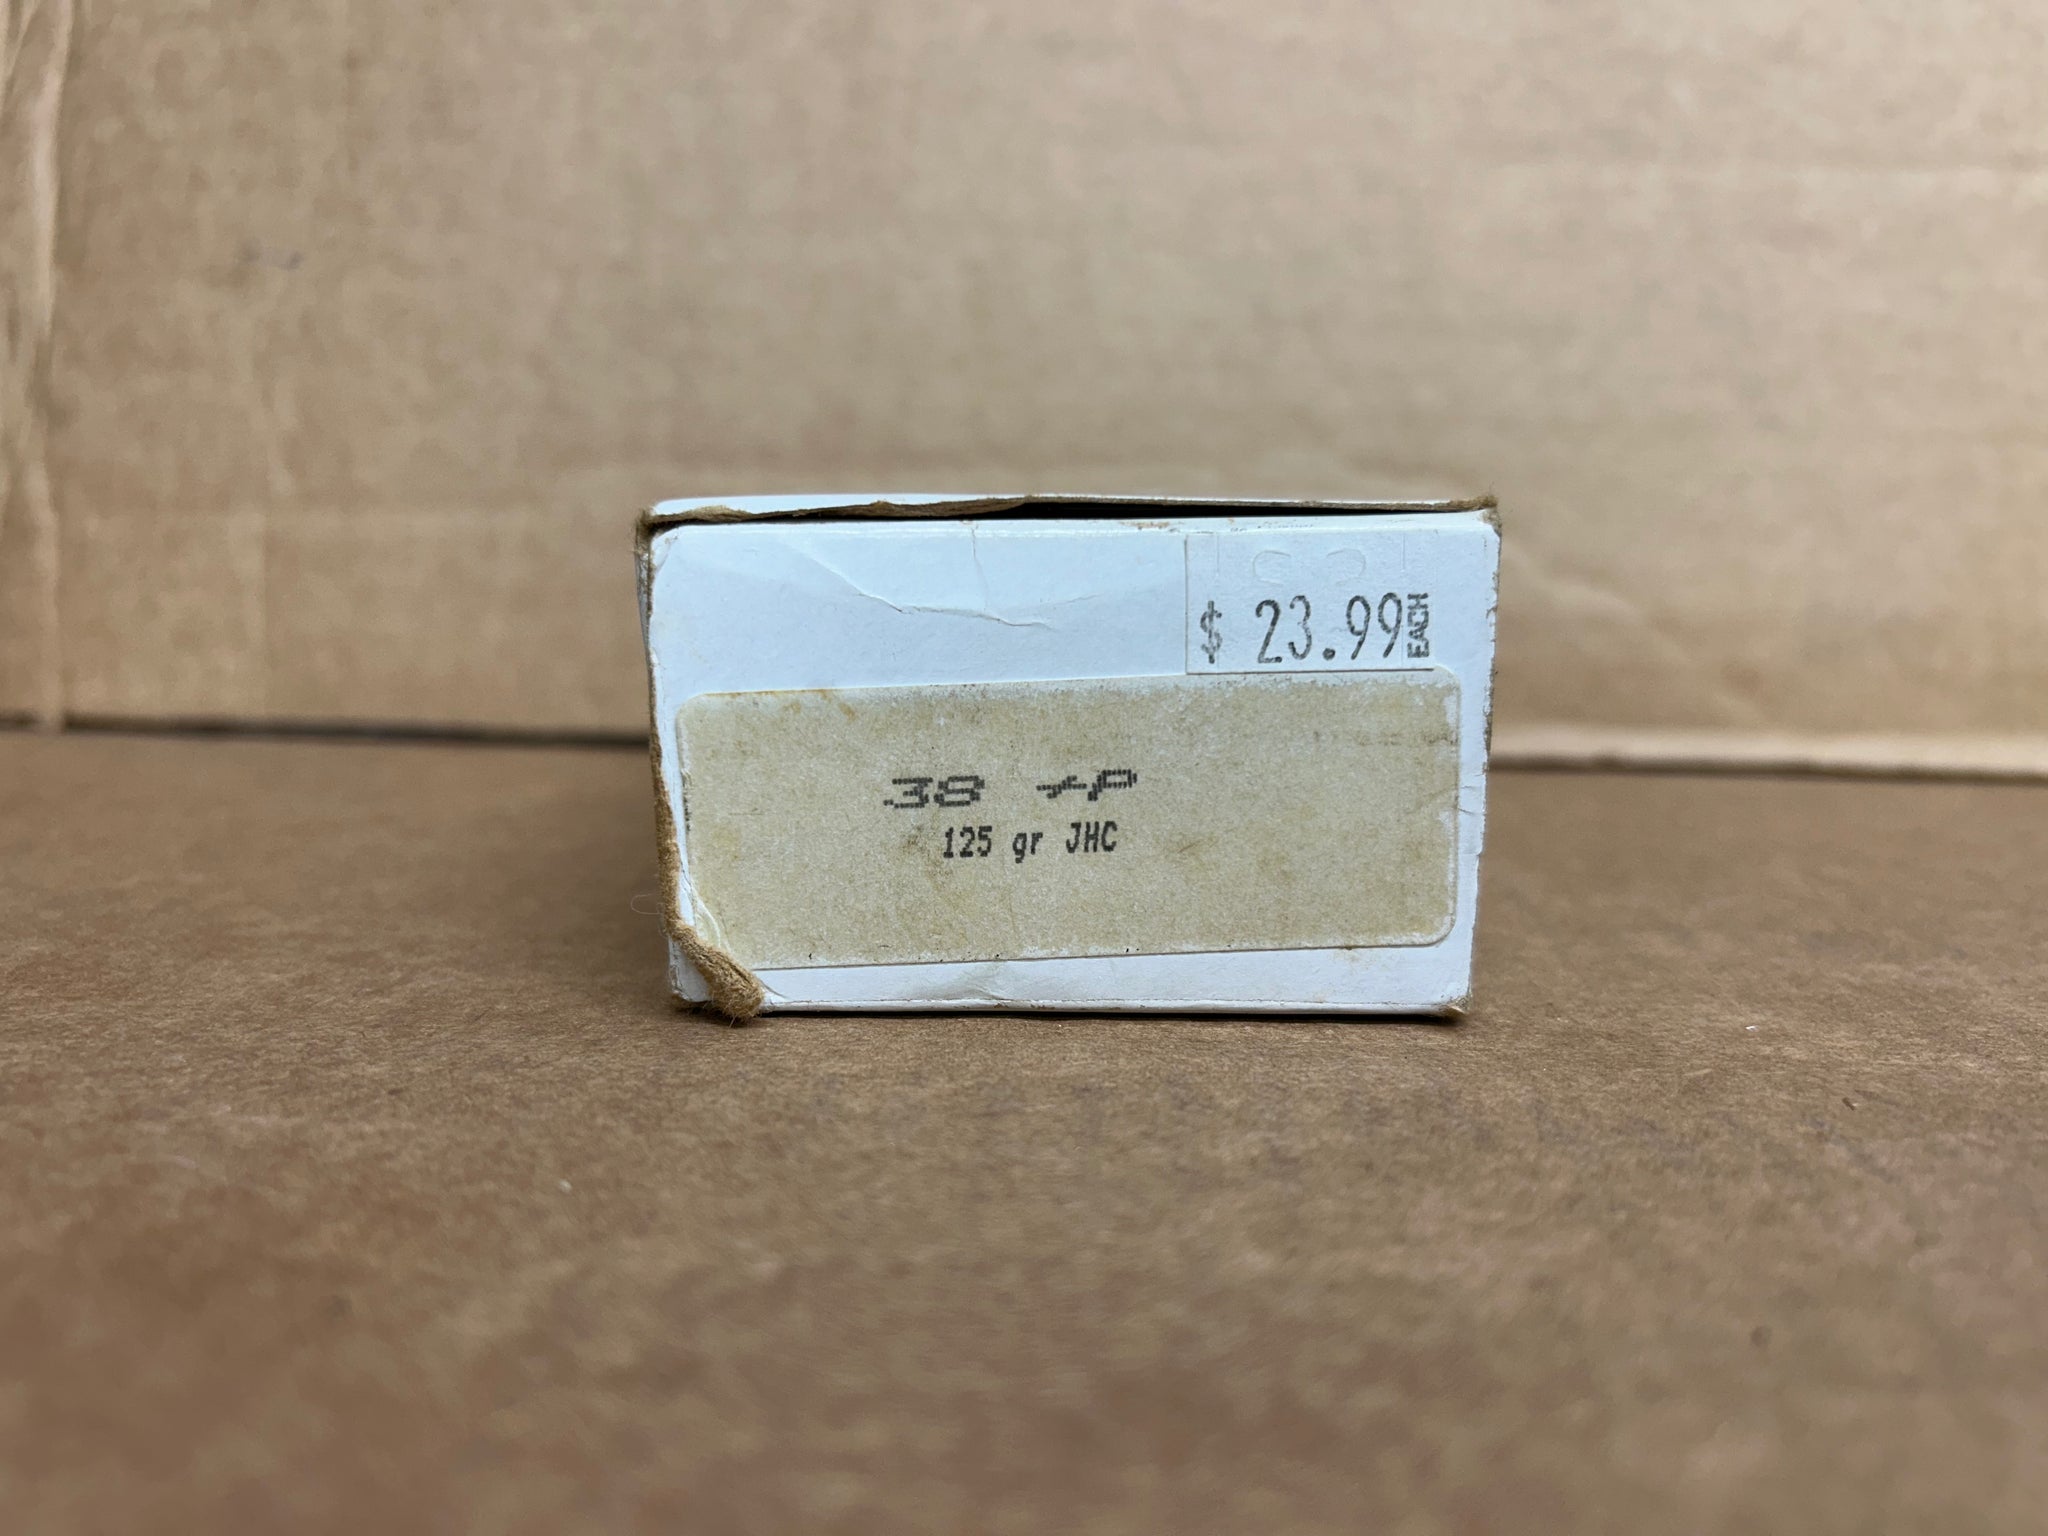 $ 23.99 EACH
38 +P
125 gr JHC